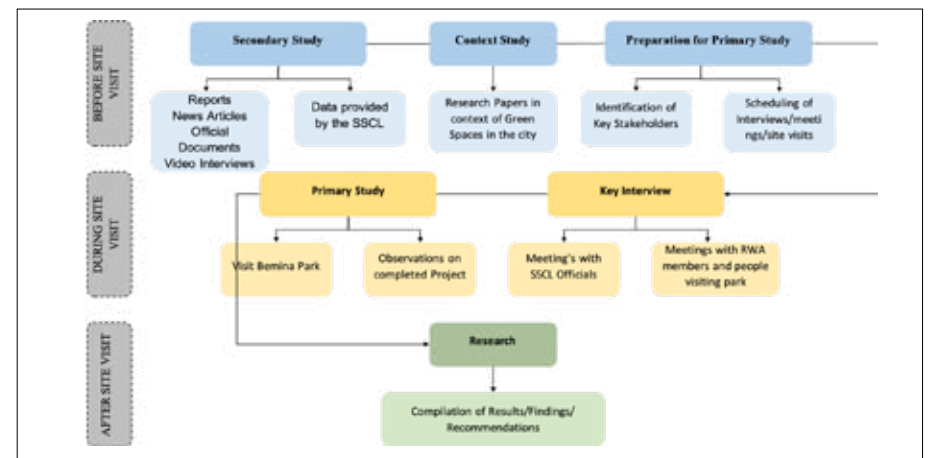 BEFORE SITE
VISIT
Secondary Study
Context Study
Preparation for Primary Study
Reports
News Articles
Official
Documents
Video Interviews
Data provided
by the SSCL
Research Papers in
context of Green
Spaces in the city
Identification of
Key Stakeholders
Scheduling of
interviews/meeti
ngs/site visits
DURING SITE
VISIT
Primary Study
Key Interview
Visit Bemina Park
Observations on
completed Project
Meeting's with
SSCL Officials
Meetings with RWA
members and people
visiting park
AFTER SITE VISIT
Research
Compilation of Results/Findings/
Recommendations